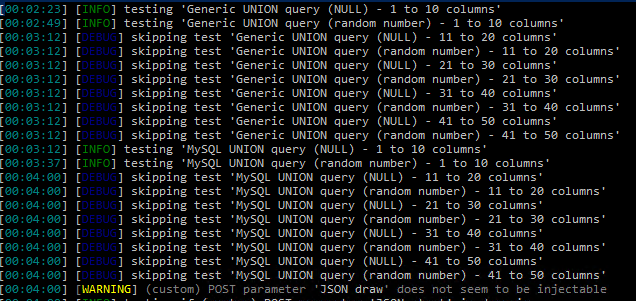 [00:02:23] [INFO] testing 'Generic UNION query (NULL) - 1 to 10 columns'
[00:02:49] [INFO] testing 'Generic UNION query (random number) - 1 to 10 columns'
[00:03:12] [DEBUG] skipping test 'Generic UNION query (NULL) - 11 to 20 columns'
[00:03:12] [DEBUG] skipping test 'Generic UNION query (random number) - 11 to 20 columns'
[00:03:12] [DEBUG] skipping test 'Generic UNION query (NULL) - 21 to 30 columns'
[00:03:12] [DEBUG] skipping test 'Generic UNION query (random number) - 21 to 30 columns'
[00:03:12] [DEBUG] skipping test 'Generic UNION query (NULL) - 31 to 40 columns'
[00:03:12] [DEBUG] skipping test 'Generic UNION query (random number) - 31 to 40 columns'
[00:03:12] [DEBUG] skipping test 'Generic UNION query (NULL) - 41 to 50 columns'
[00:03:12] [DEBUG] skipping test 'Generic UNION query (random number) - 41 to 50 columns'
[00:03:12] [INFO] testing 'MySQL UNION query (NULL) - 1 to 10 columns'
[00:03:37] [INFO] testing 'MySQL UNION query (random number) - 1 to 10 columns'
[00:04:00] [DEBUG] skipping test 'MySQL UNION query (NULL) - 11 to 20 columns'
[00:04:00] [DEBUG] skipping test 'MySQL UNION query (random number) - 11 to 20 columns'
[00:04:00] [DEBUG] skipping test 'MySQL UNION query (NULL) - 21 to 30 columns'
[00:04:00] [DEBUG] skipping test 'MySQL UNION query (random number) - 21 to 30 columns'
[00:04:00] [DEBUG] skipping test 'MySQL UNION query (NULL) - 31 to 40 columns'
[00:04:00] [DEBUG] skipping test 'MySQL UNION query (random number) - 31 to 40 columns'
[00:04:00] [DEBUG] skipping test 'MySQL UNION query (NULL) - 41 to 50 columns'
[00:04:00] [DEBUG] skipping test 'MySQL UNION query (random number) - 41 to 50 columns'
[00:04:00] [WARNING] (custom) POST parameter 'JSON draw' does not seem to be injectable